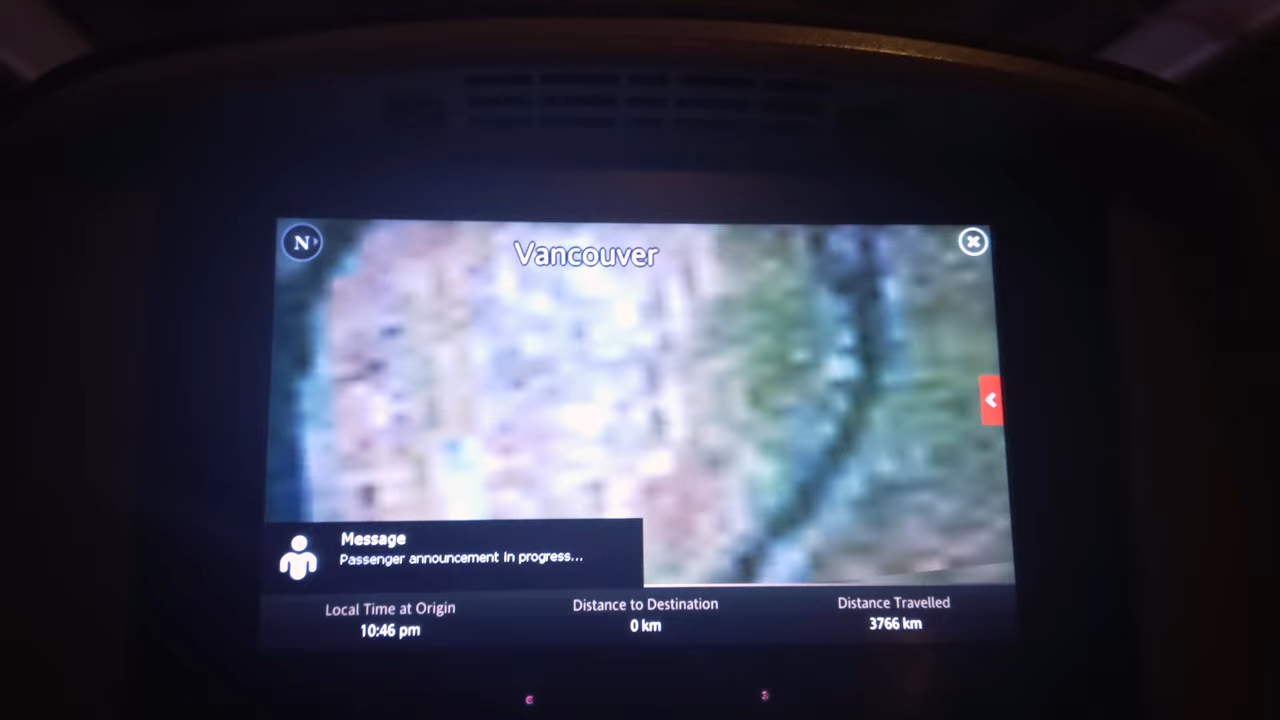 N
Vancouver
Message
Passenger announcement in progress...
Local Time at Origin
10:46 pm
Distance to Destination
0 km
Distance Travelled
3766 km